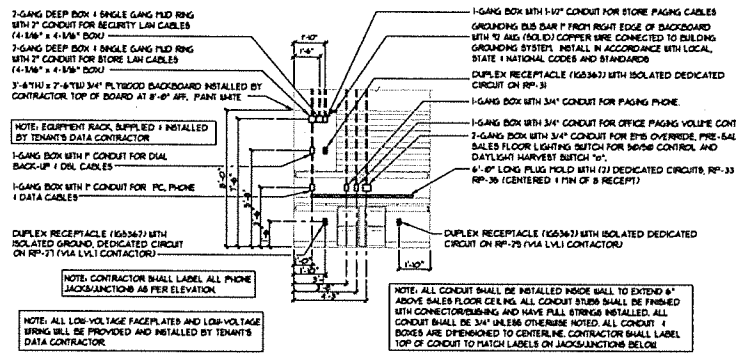 2-GANG DEEP BOX & SINGLE GANG MUD RING
WITH 2" CONDUIT FOR SECURITY LAN CABLES
(4-11/16" x 4-11/16" BOX)
2-GANG DEEP BOX & SINGLE GANG MUD RING
WITH 2" CONDUIT FOR STORE LAN CABLES
(4-11/16" x 4-11/16" BOX)
3'-6"(H) x 2'-6"(W) 3/4" PLYWOOD BACKBOARD INSTALLED BY
CONTRACTOR. TOP OF BOARD AT 8'-0" AFF. PAINT WHITE
NOTE: EQUIPMENT RACK, SUPPLIED & INSTALLED
BY TENANT'S DATA CONTRACTOR
1-GANG BOX WITH 1" CONDUIT FOR DIAL
BACK-UP & DSL CABLES
1-GANG BOX WITH 1" CONDUIT FOR PC, PHONE
& DATA CABLES
DUPLEX RECEPTACLE (IG5362) WITH
ISOLATED GROUND, DEDICATED CIRCUIT
ON RP-27 (VIA LVL1 CONTACTOR)
NOTE: CONTRACTOR SHALL LABEL ALL PHONE
JACKS/JUNCTIONS AS PER ELEVATION.
NOTE: ALL LOW-VOLTAGE FACEPLATES AND LOW-VOLTAGE
WIRING WILL BE PROVIDED AND INSTALLED BY TENANT'S
DATA CONTRACTOR
1'-10"
1'-6"
8'-0"
1'-0"
1'-10"
4'-3"
1'-10"
1-GANG BOX WITH 1-1/2" CONDUIT FOR STORE PAGING CABLES
GROUNDING BUS BAR 1" FROM RIGHT EDGE OF BACKBOARD
WITH #2 AWG (SOLID) COPPER WIRE CONNECTED TO BUILDING
GROUNDING SYSTEM. INSTALL IN ACCORDANCE WITH LOCAL,
STATE & NATIONAL CODES AND STANDARDS
DUPLEX RECEPTACLE (IG5362) WITH ISOLATED DEDICATED
CIRCUIT ON RP-31
1-GANG BOX WITH 3/4" CONDUIT FOR PAGING PHONE.
1-GANG BOX WITH 3/4" CONDUIT FOR OFFICE PAGING VOLUME CONT
2-GANG BOX WITH 3/4" CONDUIT FOR EMS OVERRIDE, PRE-SAL
SALES FLOOR LIGHTING SWITCH FOR 50/50 CONTROL AND
DAYLIGHT HARVEST SWITCH "D".
6'-0" LONG PLUG MOLD WITH (2) DEDICATED CIRCUITS, RP-33
RP-35 (CENTERED & MIN OF 8 RECEPT)
DUPLEX RECEPTACLE (IG5362) WITH ISOLATED DEDICATED
CIRCUIT ON RP-29 (VIA LVL1 CONTACTOR)
NOTE: ALL CONDUIT SHALL BE INSTALLED INSIDE WALL TO EXTEND 6"
ABOVE SALES FLOOR CEILING. ALL CONDUIT STUBS SHALL BE FINISHED
WITH CONNECTOR/BUSHING AND HAVE PULL STRINGS INSTALLED. ALL
CONDUIT SHALL BE 3/4" UNLESS OTHERWISE NOTED. ALL CONDUIT &
BOXES ARE DIMENSIONED TO CENTERLINE. CONTRACTOR SHALL LABEL
TOP OF CONDUIT TO MATCH LABELS ON JACKS/JUNCTIONS BELOW.